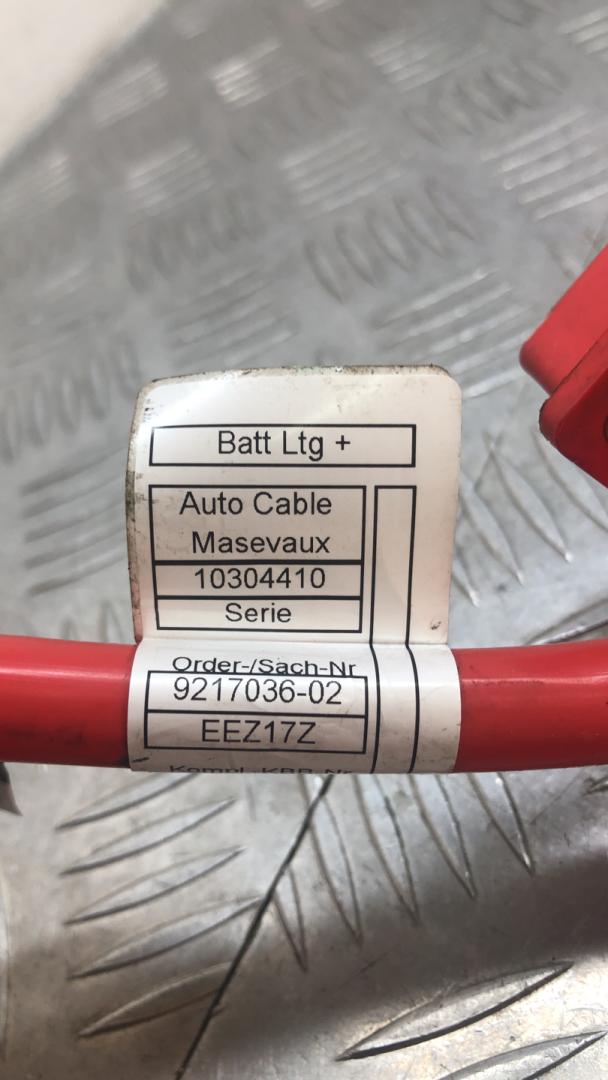 Batt Ltg +
Auto Cable
Masevaux
10304410
Serie
Order-/Sach-Nr
9217036-02
EEZ17Z